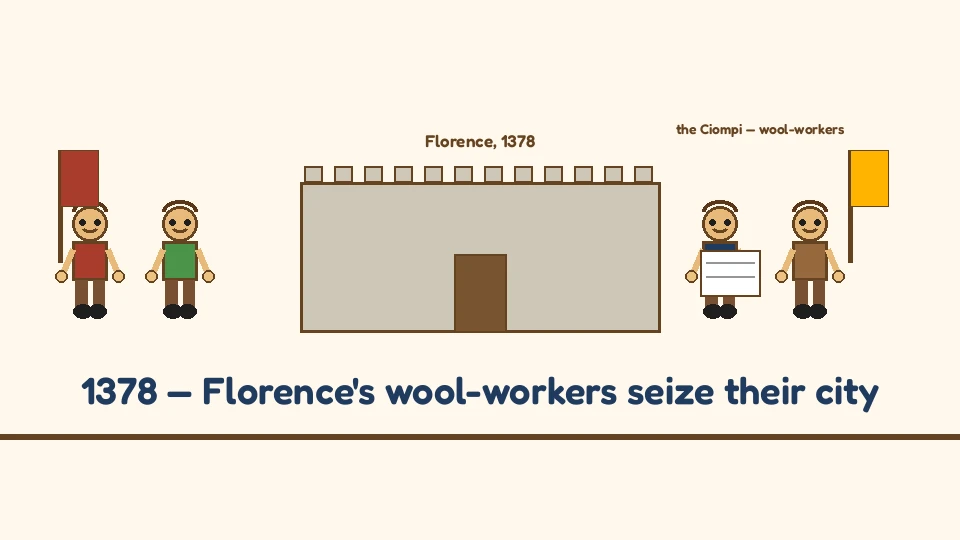 the Ciompi — wool-workers
Florence, 1378
1378 — Florence's wool-workers seize their city